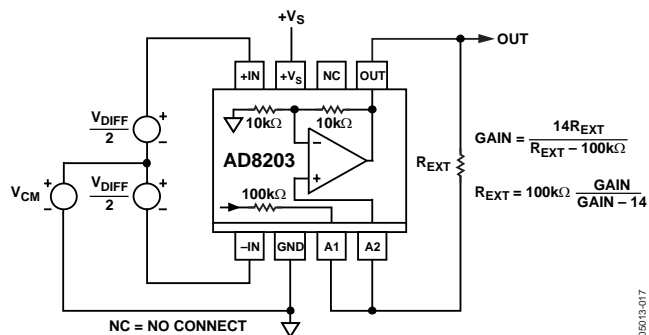 +VS
OUT
+IN
+VS
NC
OUT
10kΩ
10kΩ
VDIFF
2
AD8203
−
+
100kΩ
+
−
VCM
+
−
VDIFF
2
+
−
REXT
GAIN = 14REXT / REXT – 100kΩ
REXT = 100kΩ GAIN / GAIN – 14
–IN
GND
A1
A2
NC = NO CONNECT
05013-017